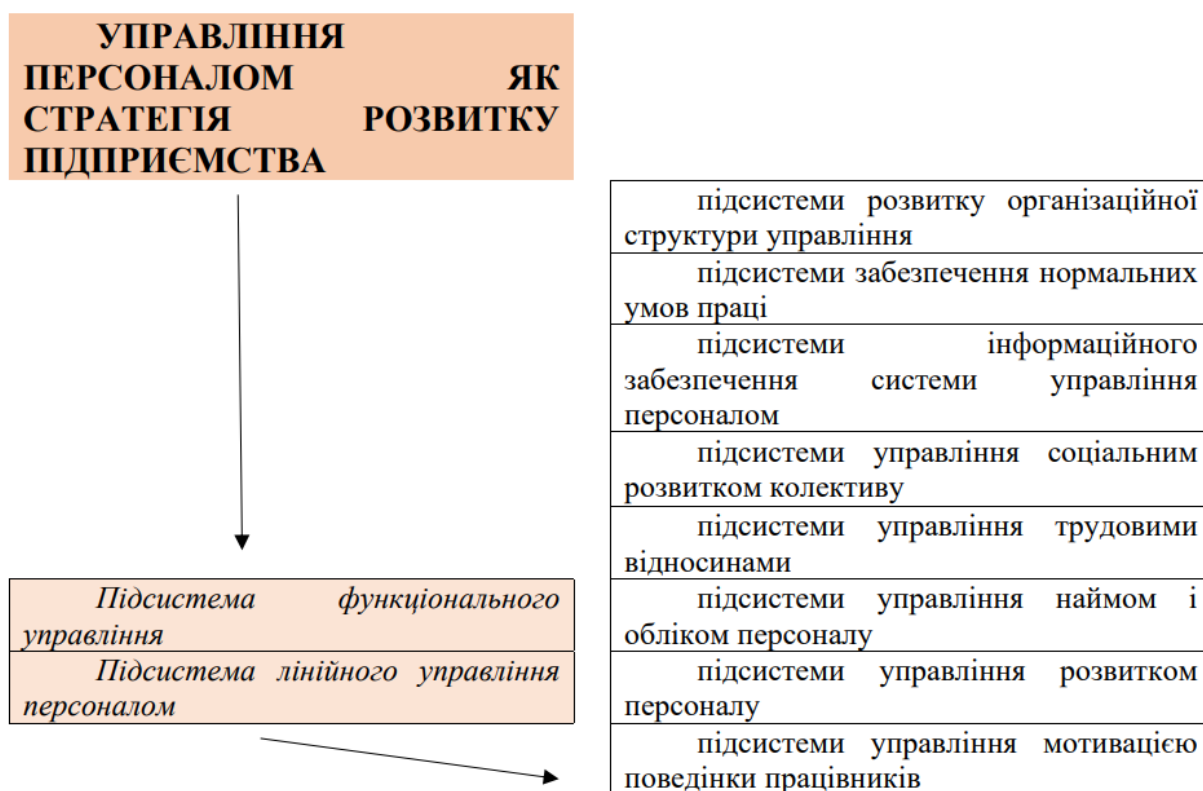 УПРАВЛІННЯ
ПЕРСОНАЛОМ ЯК
СТРАТЕГІЯ РОЗВИТКУ
ПІДПРИЄМСТВА
Підсистема функціонального
управління
Підсистема лінійного управління
персоналом
підсистеми розвитку організаційної
структури управління
підсистеми забезпечення нормальних
умов праці
підсистеми інформаційного
забезпечення системи управління
персоналом
підсистеми управління соціальним
розвитком колективу
підсистеми управління трудовими
відносинами
підсистеми управління наймом і
обліком персоналу
підсистеми управління розвитком
персоналу
підсистеми управління мотивацією
поведінки працівників